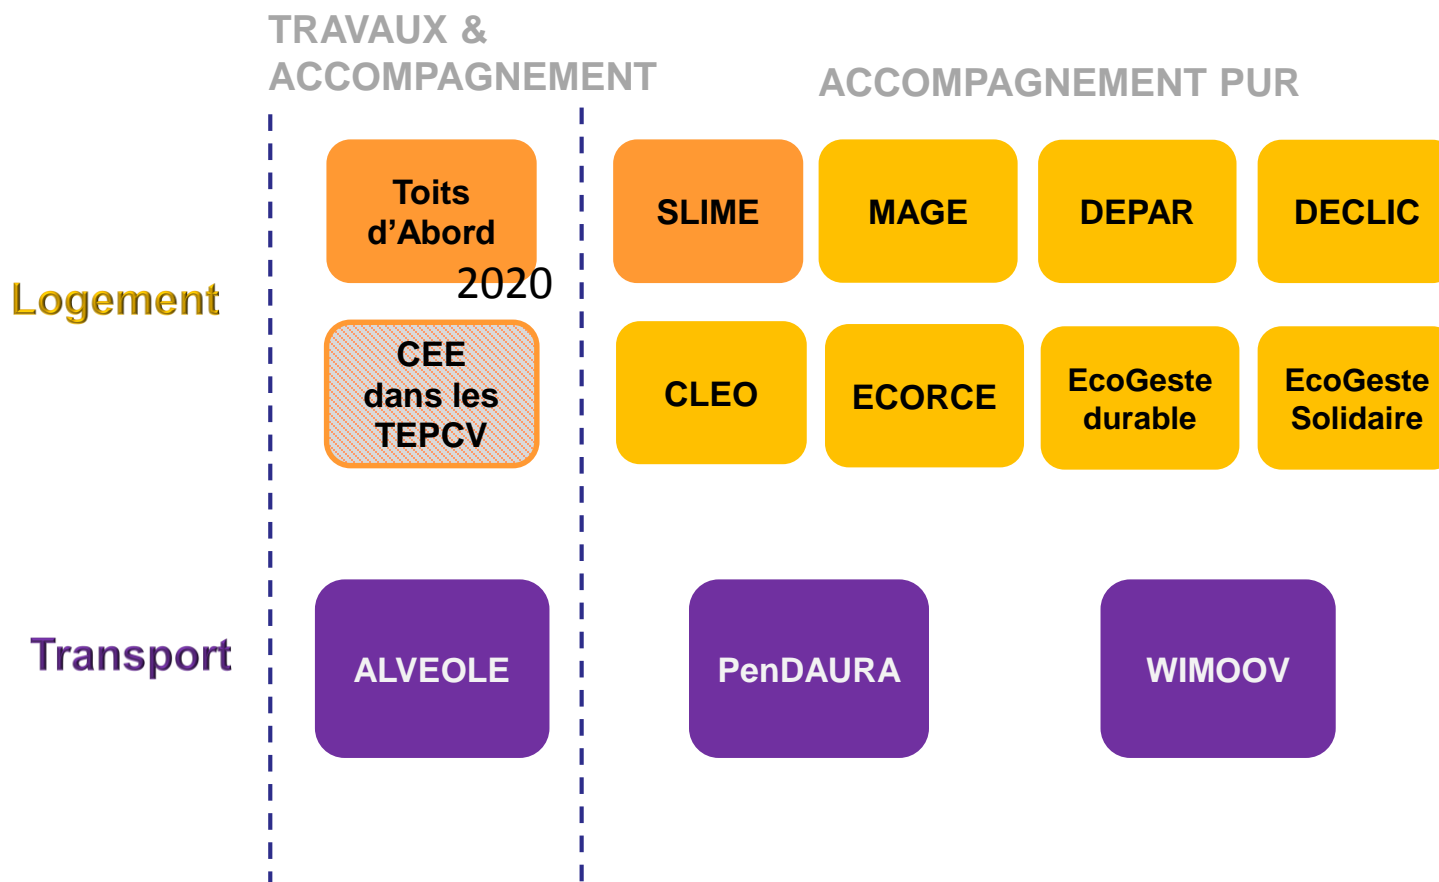 TRAVAUX &
ACCOMPAGNEMENT
ACCOMPAGNEMENT PUR
Logement
Toits
d’Abord
2020
SLIME
MAGE
DEPAR
DECLIC
CEE
dans les
TEPCV
CLEO
ECORCE
EcoGeste
durable
EcoGeste
Solidaire
Transport
ALVEOLE
PenDAURA
WIMOOV